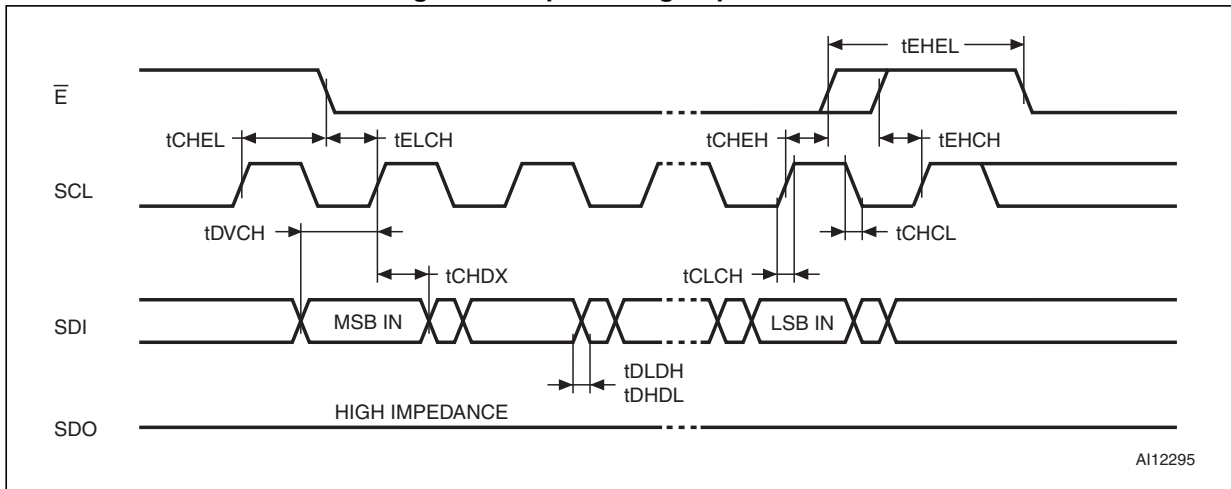 tEHEL
E
tCHEL
tELCH
tCHEH
tEHCH
SCL
tDVCH
tCHCL
tCHDX
tCLCH
SDI
MSB IN
LSB IN
tDLDH
tDHDL
HIGH IMPEDANCE
SDO
AI12295